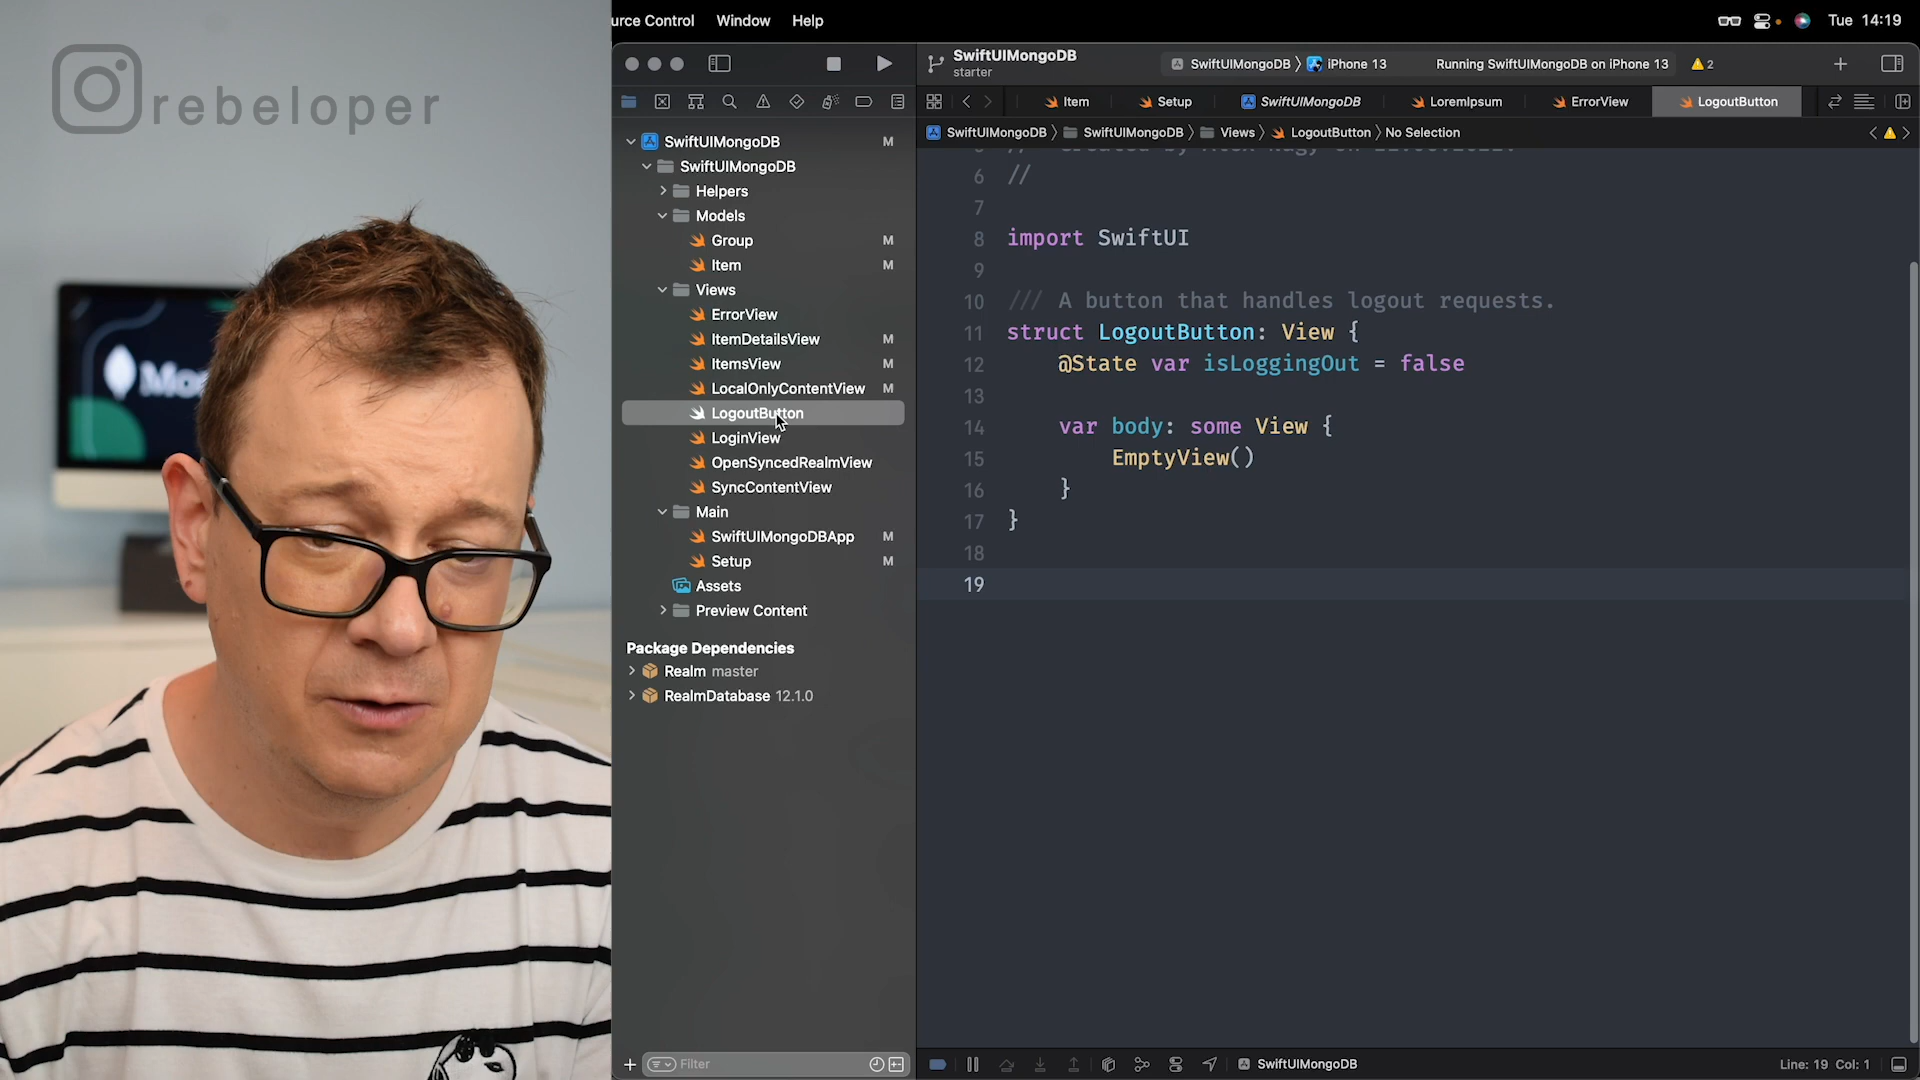 rebeloper
urce Control Window Help
Tue 14:19
SwiftUIMongoDB
starter
SwiftUIMongoDB iPhone 13
Running SwiftUIMongoDB on iPhone 13
2
Item
Setup
SwiftUIMongoDB
LoremIpsum
ErrorView
LogoutButton
SwiftUIMongoDB SwiftUIMongoDB Views LogoutButton No Selection
SwiftUIMongoDB M
SwiftUIMongoDB
Helpers
Models
Group M
Item M
Views
ErrorView
ItemDetailsView M
ItemsView M
LocalOnlyContentView M
LogoutButton
LoginView
OpenSyncedRealmView
SyncContentView
Main
SwiftUIMongoDBApp M
Setup M
Assets
Preview Content
Package Dependencies
Realm master
RealmDatabase 12.1.0
Filter
6 //
7
8 import SwiftUI
9
10 /// A button that handles logout requests.
11 struct LogoutButton: View {
12 @State var isLoggingOut = false
13
14 var body: some View {
15 EmptyView()
16 }
17 }
18
19
SwiftUIMongoDB
Line: 19 Col: 1